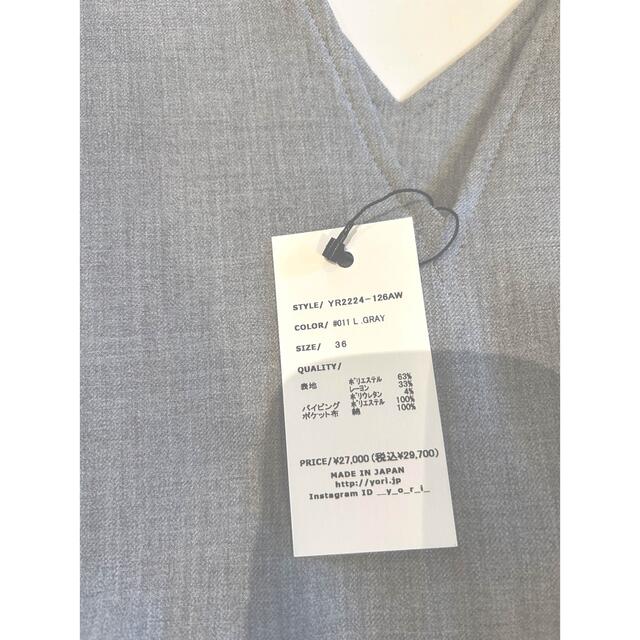 STYLE/ YR2224-126AW
COLOR/ #011 L .GRAY
SIZE/ 36
QUALITY/
表地 ﾎﾟﾘｴｽﾃﾙ 63%
ﾚｰﾖﾝ 33%
ﾎﾟﾘｳﾚﾀﾝ 4%
パイピング ﾎﾟﾘｴｽﾃﾙ 100%
ポケット布 綿 100%
PRICE/¥27,000(税込¥29,700)
MADE IN JAPAN
http://yori.jp
Instagram ID __y_o_r_i_